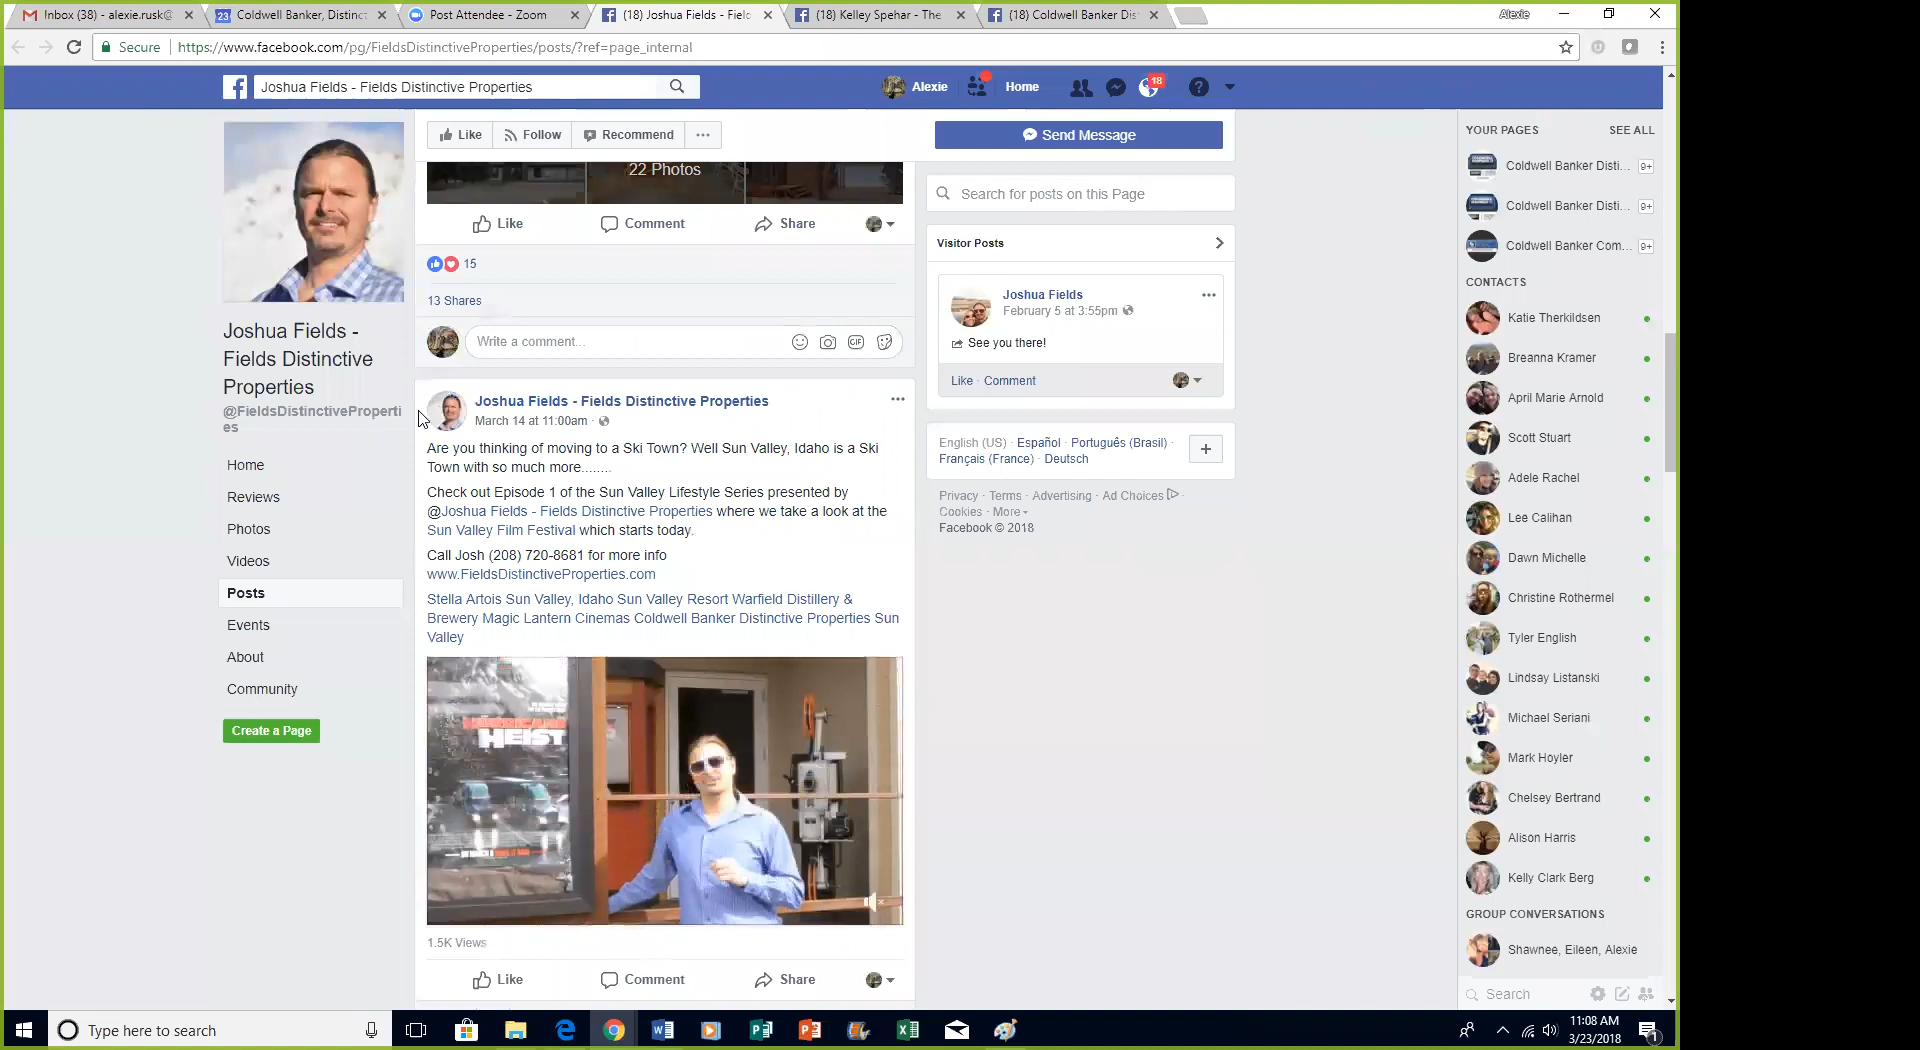 Inbox (38) - alexie.rusk@
Coldwell Banker, Distinct
Post Attendee - Zoom
(18) Joshua Fields - Field
(18) Kelley Spehar - The
(18) Coldwell Banker Dis
Alexie
Secure
https://www.facebook.com/pg/FieldsDistinctiveProperties/posts/?ref=page_internal
Joshua Fields - Fields Distinctive Properties
Alexie
Home
18
Like
Follow
Recommend
Send Message
22 Photos
Like
Comment
Share
15
13 Shares
Write a comment...
GIF
Joshua Fields -
Fields Distinctive
Properties
@FieldsDistinctiveProperti
es
Home
Reviews
Photos
Videos
Posts
Events
About
Community
Create a Page
Joshua Fields - Fields Distinctive Properties
March 14 at 11:00am ·
Are you thinking of moving to a Ski Town? Well Sun Valley, Idaho is a Ski
Town with so much more........
Check out Episode 1 of the Sun Valley Lifestyle Series presented by
@Joshua Fields - Fields Distinctive Properties where we take a look at the
Sun Valley Film Festival which starts today.
Call Josh (208) 720-8681 for more info
www.FieldsDistinctiveProperties.com
Stella Artois Sun Valley, Idaho Sun Valley Resort Warfield Distillery &
Brewery Magic Lantern Cinemas Coldwell Banker Distinctive Properties Sun
Valley
HEIST
1.5K Views
Like
Comment
Share
Search for posts on this Page
Visitor Posts
Joshua Fields
February 5 at 3:55pm ·
See you there!
Like · Comment
English (US) · Español · Português (Brasil) ·
Français (France) · Deutsch
Privacy · Terms · Advertising · Ad Choices ·
Cookies · More
Facebook © 2018
YOUR PAGES
SEE ALL
Coldwell Banker Disti...
9+
Coldwell Banker Disti...
9+
Coldwell Banker Com...
9+
CONTACTS
Katie Therkildsen
Breanna Kramer
April Marie Arnold
Scott Stuart
Adele Rachel
Lee Calihan
Dawn Michelle
Christine Rothermel
Tyler English
Lindsay Listanski
Michael Seriani
Mark Hoyler
Chelsey Bertrand
Alison Harris
Kelly Clark Berg
GROUP CONVERSATIONS
Shawnee, Eileen, Alexie
Search
Type here to search
11:08 AM
3/23/2018
1